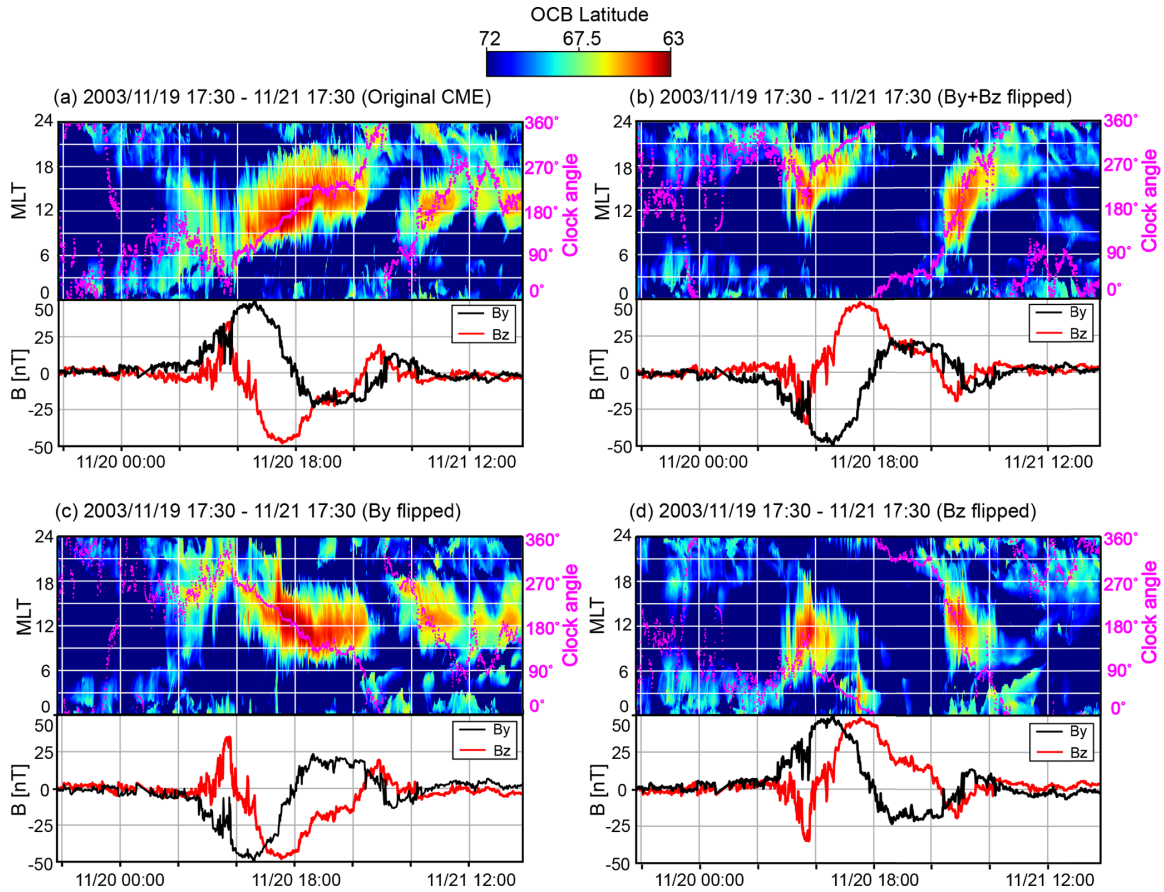 OCB Latitude
72 67.5 63
(a) 2003/11/19 17:30 - 11/21 17:30 (Original CME)
24
18
12
6
0
MLT
360°
270°
180°
90°
0°
Clock angle
50
25
0
-25
-50
B [nT]
By
Bz
11/20 00:00 11/20 18:00 11/21 12:00
(b) 2003/11/19 17:30 - 11/21 17:30 (By+Bz flipped)
24
18
12
6
0
MLT
360°
270°
180°
90°
0°
Clock angle
50
25
0
-25
-50
B [nT]
By
Bz
11/20 00:00 11/20 18:00 11/21 12:00
(c) 2003/11/19 17:30 - 11/21 17:30 (By flipped)
24
18
12
6
0
MLT
360°
270°
180°
90°
0°
Clock angle
50
25
0
-25
-50
B [nT]
By
Bz
11/20 00:00 11/20 18:00 11/21 12:00
(d) 2003/11/19 17:30 - 11/21 17:30 (Bz flipped)
24
18
12
6
0
MLT
360°
270°
180°
90°
0°
Clock angle
50
25
0
-25
-50
B [nT]
By
Bz
11/20 00:00 11/20 18:00 11/21 12:00